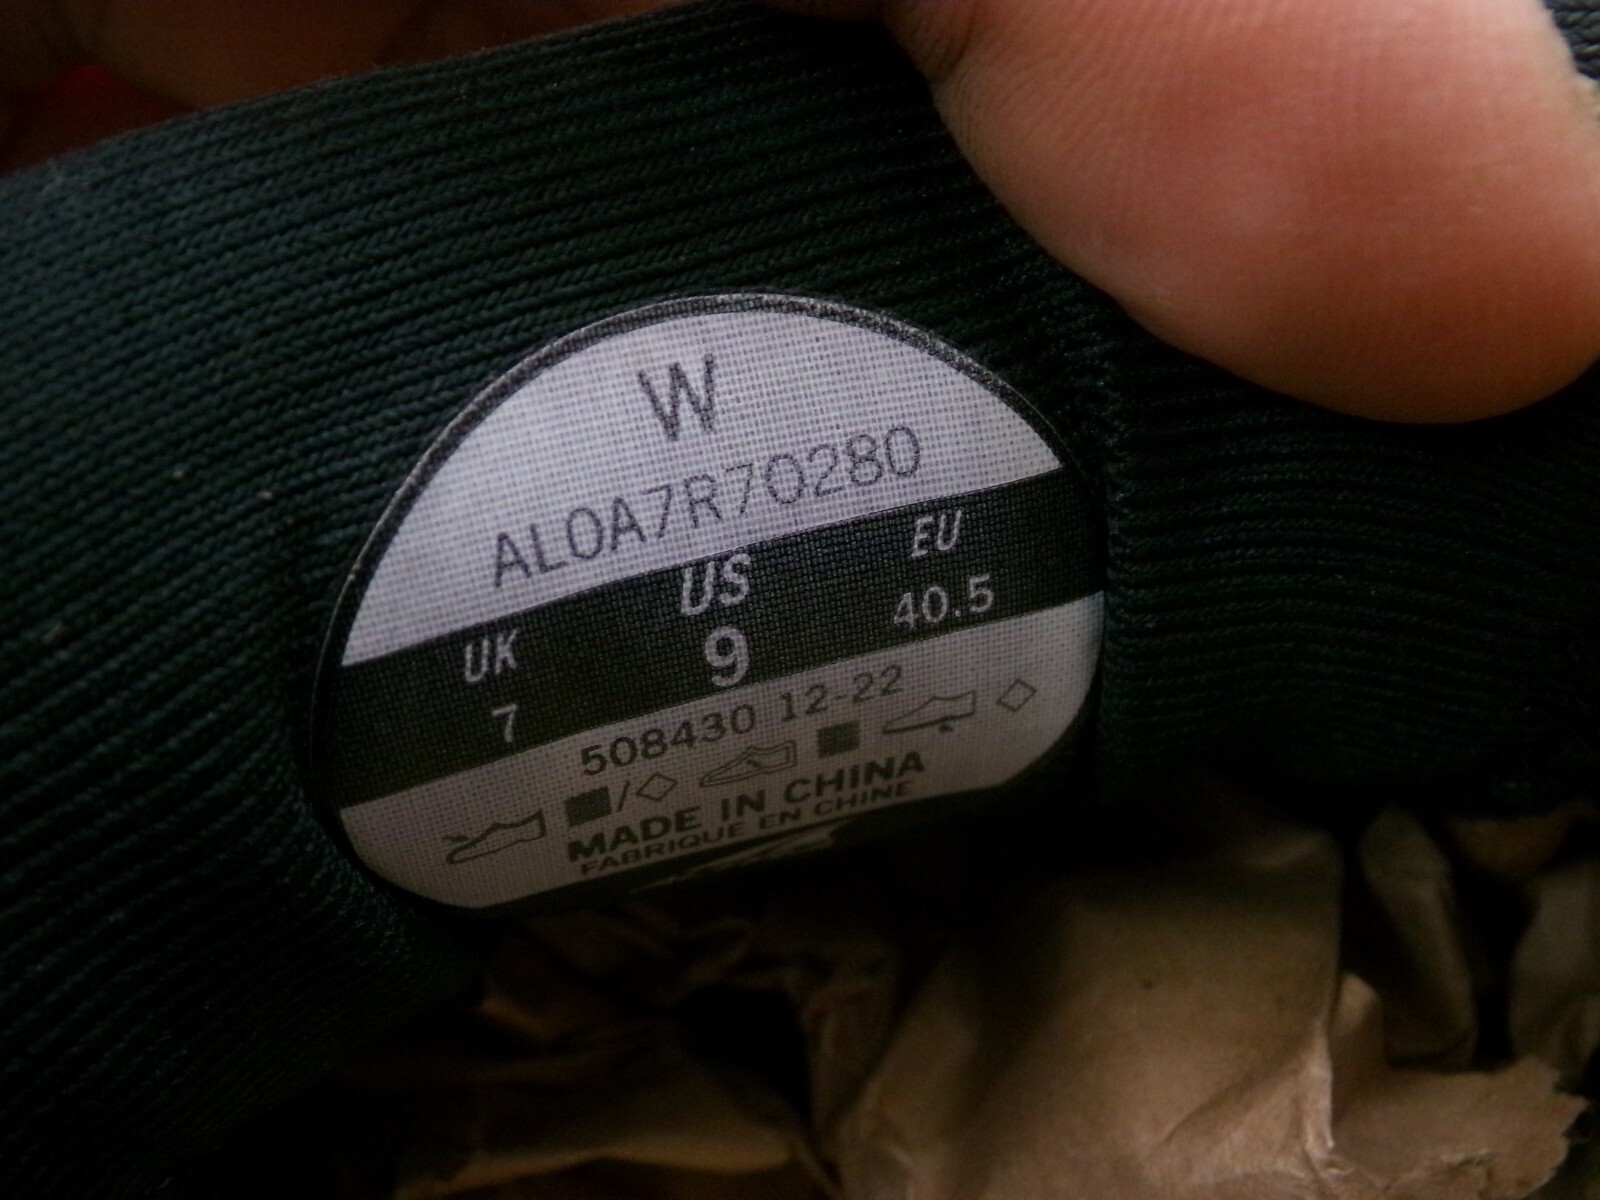 W
AL0A7R70280
UK US EU
7 9 40.5
508430 12-22
/
MADE IN CHINA
FABRIQUE EN CHINE